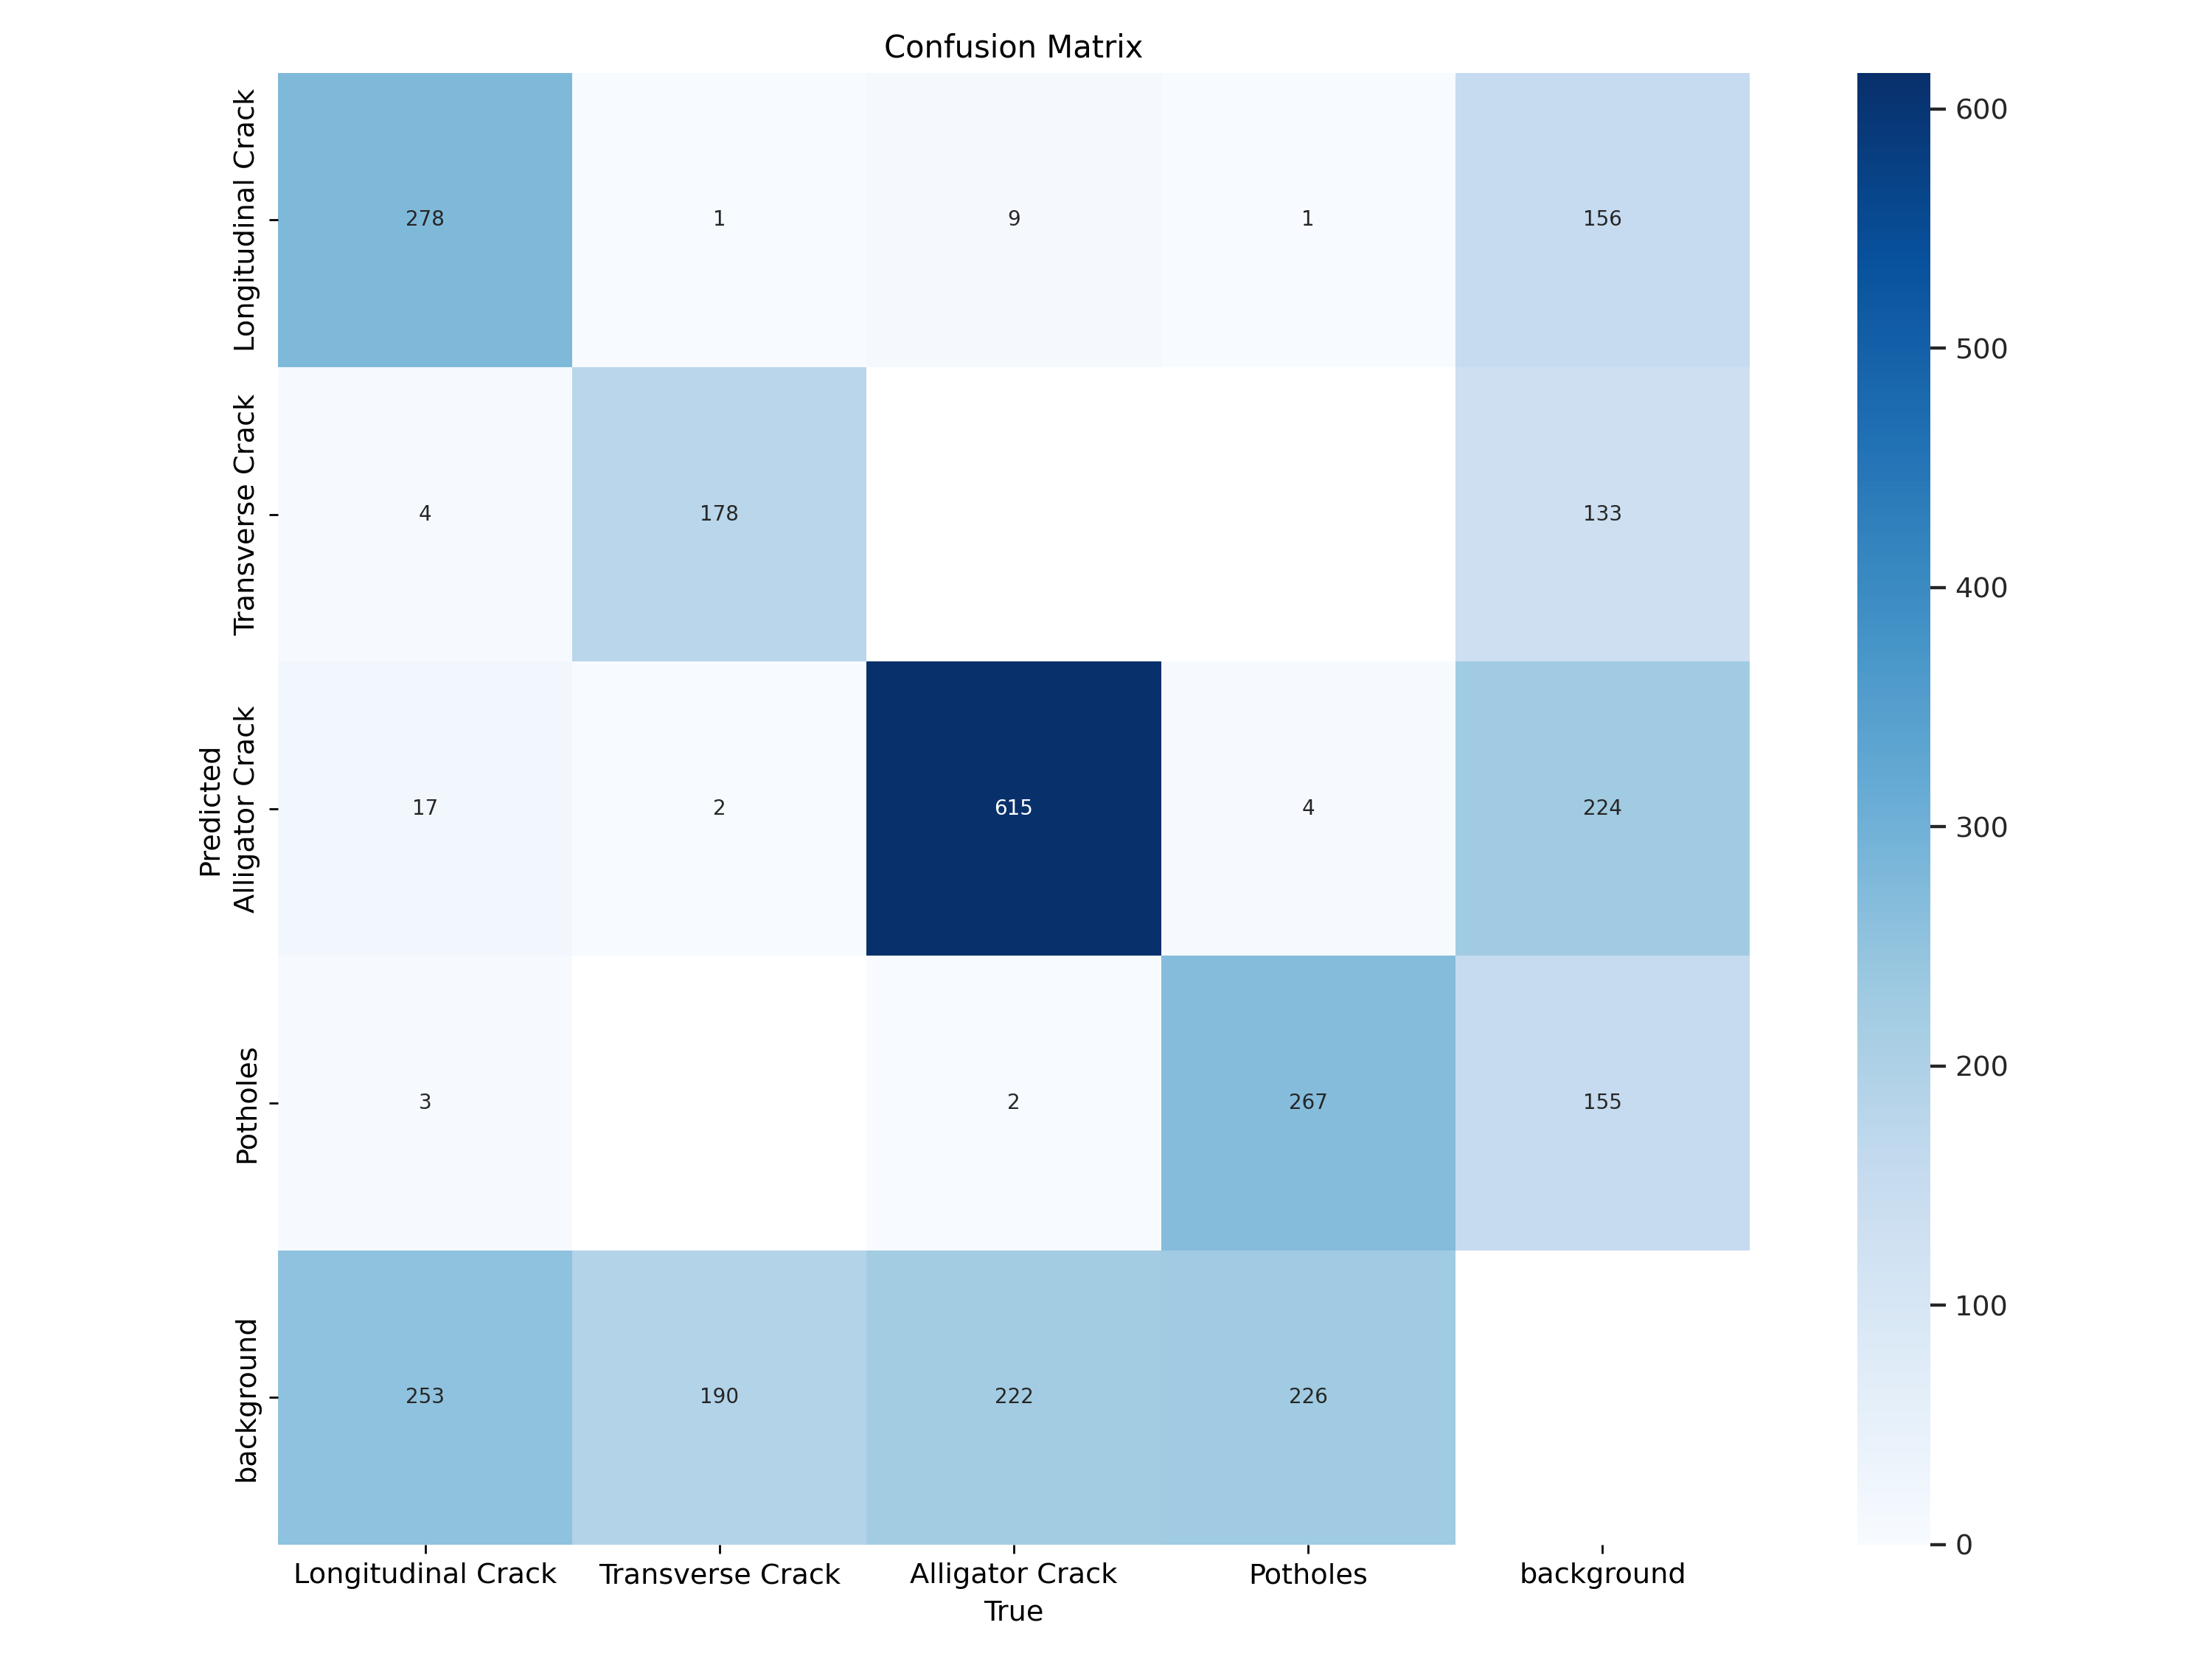 Confusion Matrix
Predicted
Longitudinal Crack
278
1
9
1
156
Transverse Crack
4
178
133
Alligator Crack
17
2
615
4
224
Potholes
3
2
267
155
background
253
190
222
226
Longitudinal Crack
Transverse Crack
Alligator Crack
Potholes
background
True
600
500
400
300
200
100
0